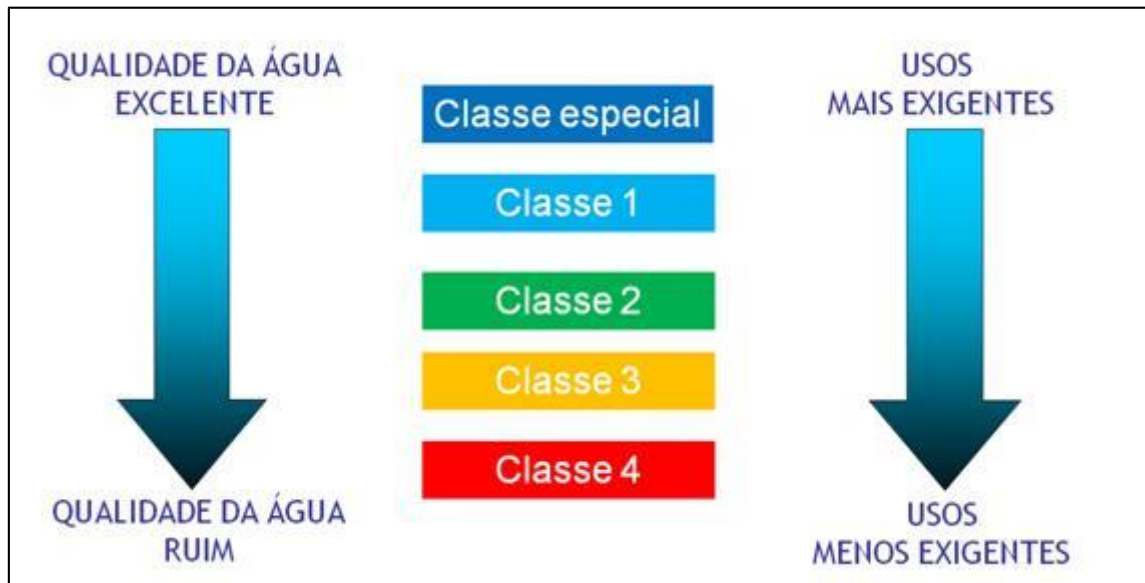 QUALIDADE DA ÁGUA
EXCELENTE
Classe especial
Classe 1
Classe 2
Classe 3
Classe 4
QUALIDADE DA ÁGUA
RUIM
USOS
MAIS EXIGENTES
USOS
MENOS EXIGENTES